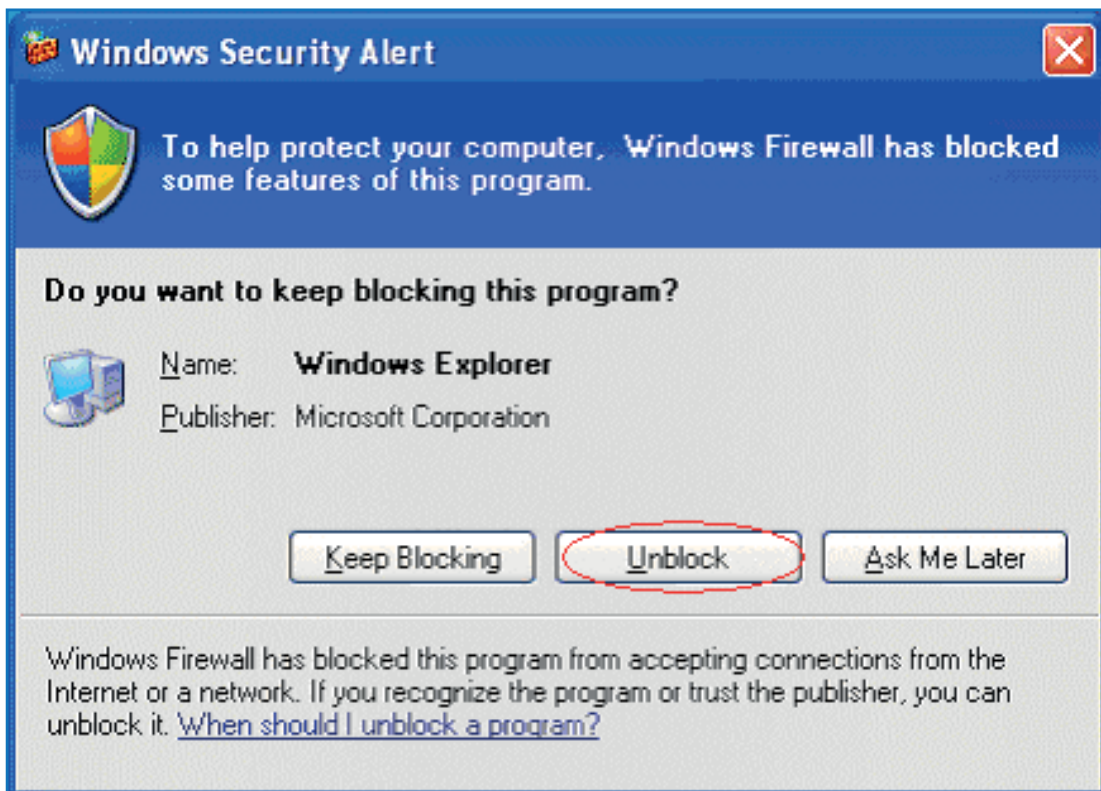 Windows Security Alert
To help protect your computer, Windows Firewall has blocked
some features of this program.
Do you want to keep blocking this program?
Name: Windows Explorer
Publisher: Microsoft Corporation
Keep Blocking Unblock Ask Me Later
Windows Firewall has blocked this program from accepting connections from the
Internet or a network. If you recognize the program or trust the publisher, you can
unblock it. When should I unblock a program?